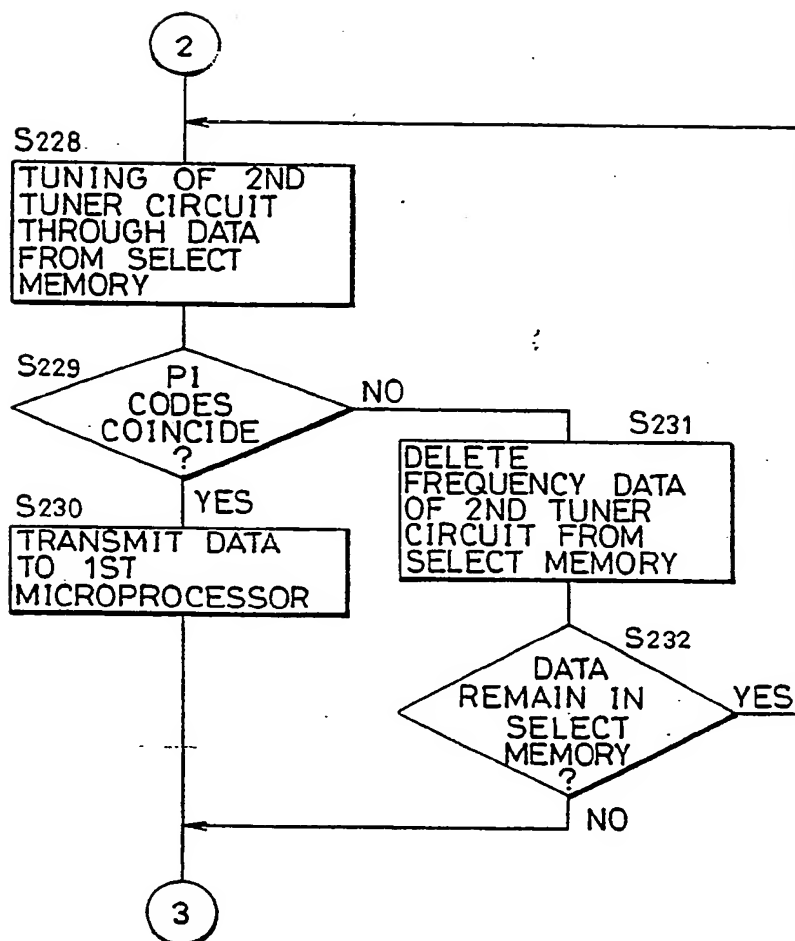 2
S228
TUNING OF 2ND
TUNER CIRCUIT
THROUGH DATA
FROM SELECT
MEMORY
S229
PI
CODES
COINCIDE
?
NO
YES
S230
TRANSMIT DATA
TO 1ST
MICROPROCESSOR
S231
DELETE
FREQUENCY DATA
OF 2ND TUNER
CIRCUIT FROM
SELECT MEMORY
S232
DATA
REMAIN IN
SELECT
MEMORY
?
YES
NO
3